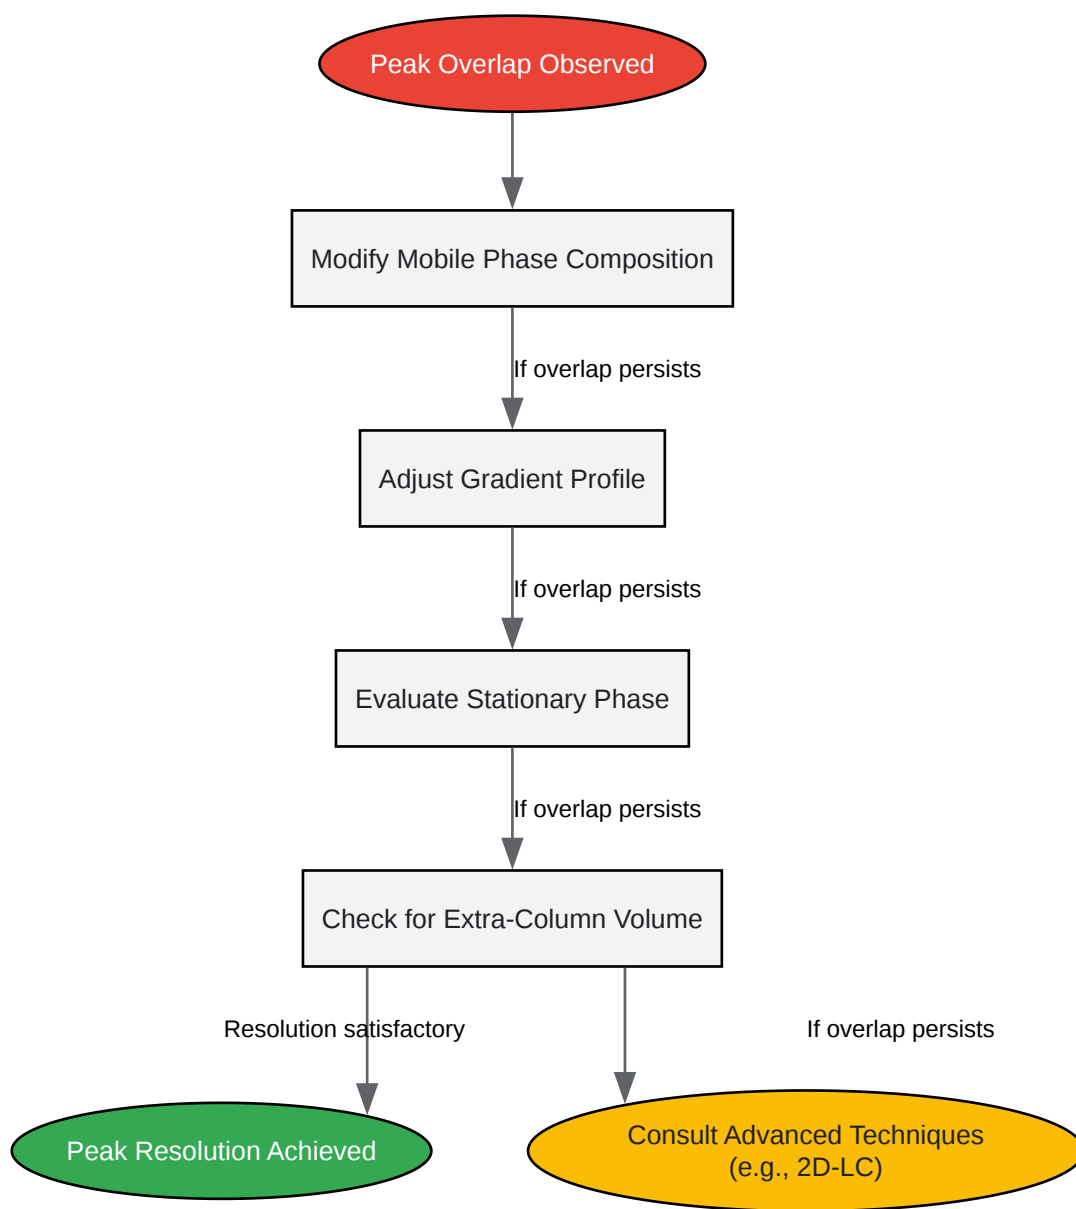 Peak Overlap Observed
Modify Mobile Phase Composition
If overlap persists
Adjust Gradient Profile
If overlap persists
Evaluate Stationary Phase
If overlap persists
Check for Extra-Column Volume
Resolution satisfactory
If overlap persists
Peak Resolution Achieved
Consult Advanced Techniques
(e.g., 2D-LC)